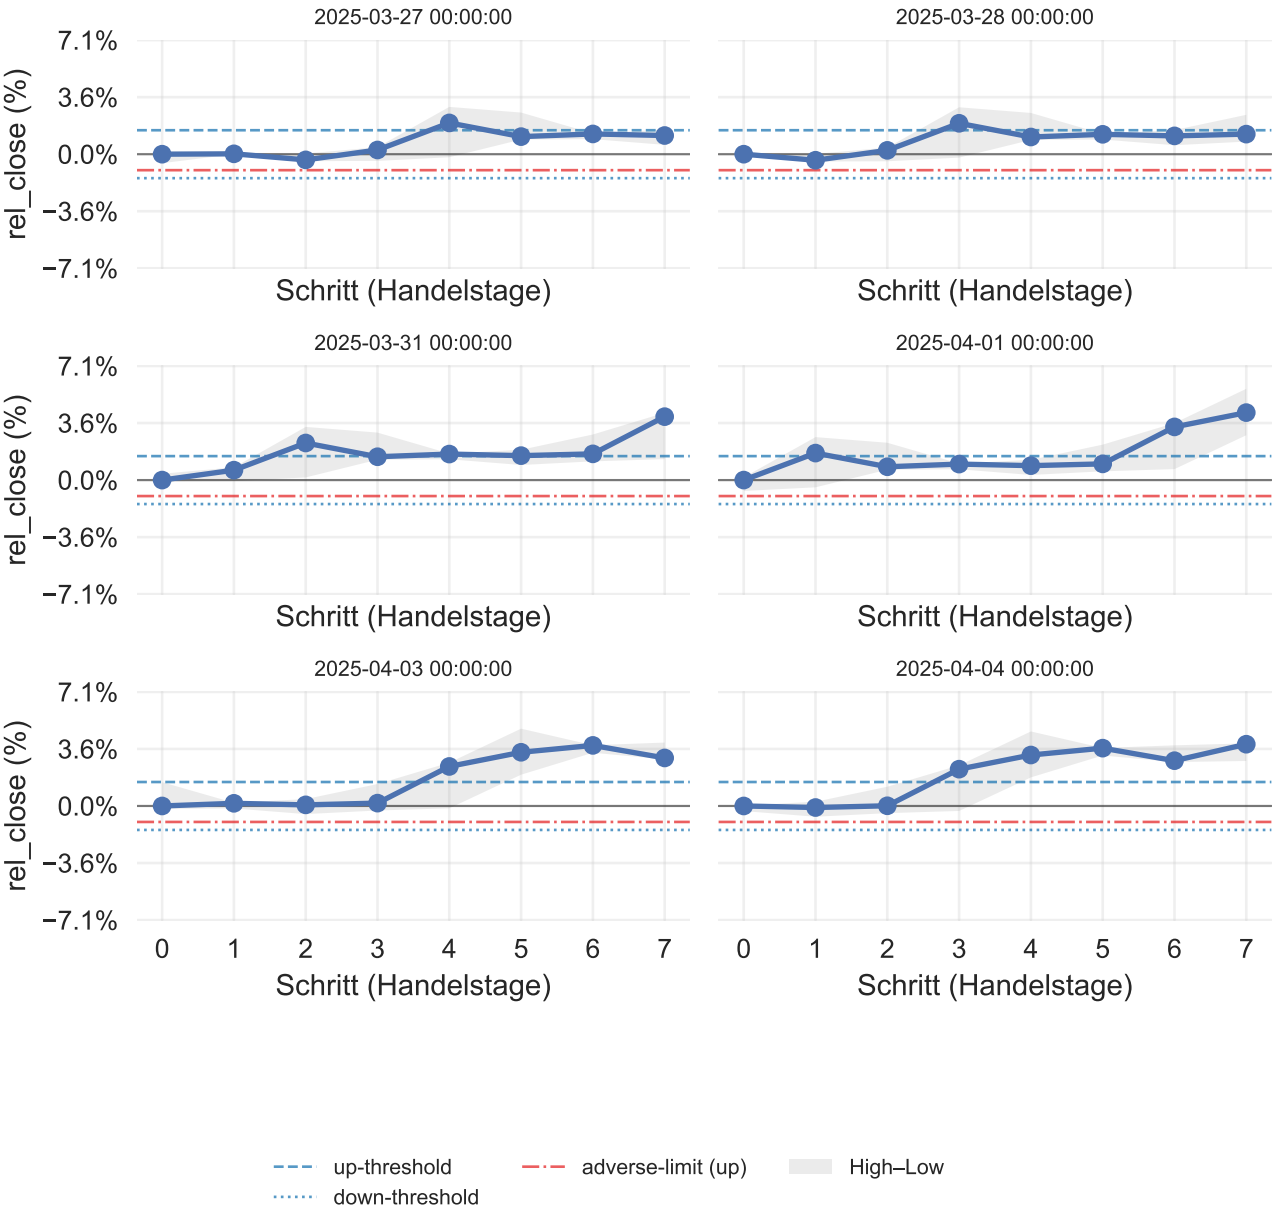 2025-03-27 00:00:00
2025-03-28 00:00:00
7.1%
3.6%
0.0%
−3.6%
−7.1%
rel_close (%)
Schritt (Handelstage)
Schritt (Handelstage)
2025-03-31 00:00:00
2025-04-01 00:00:00
7.1%
3.6%
0.0%
−3.6%
−7.1%
rel_close (%)
Schritt (Handelstage)
Schritt (Handelstage)
2025-04-03 00:00:00
2025-04-04 00:00:00
7.1%
3.6%
0.0%
−3.6%
−7.1%
rel_close (%)
0 1 2 3 4 5 6 7
0 1 2 3 4 5 6 7
Schritt (Handelstage)
Schritt (Handelstage)
up-threshold
adverse-limit (up)
High–Low
down-threshold